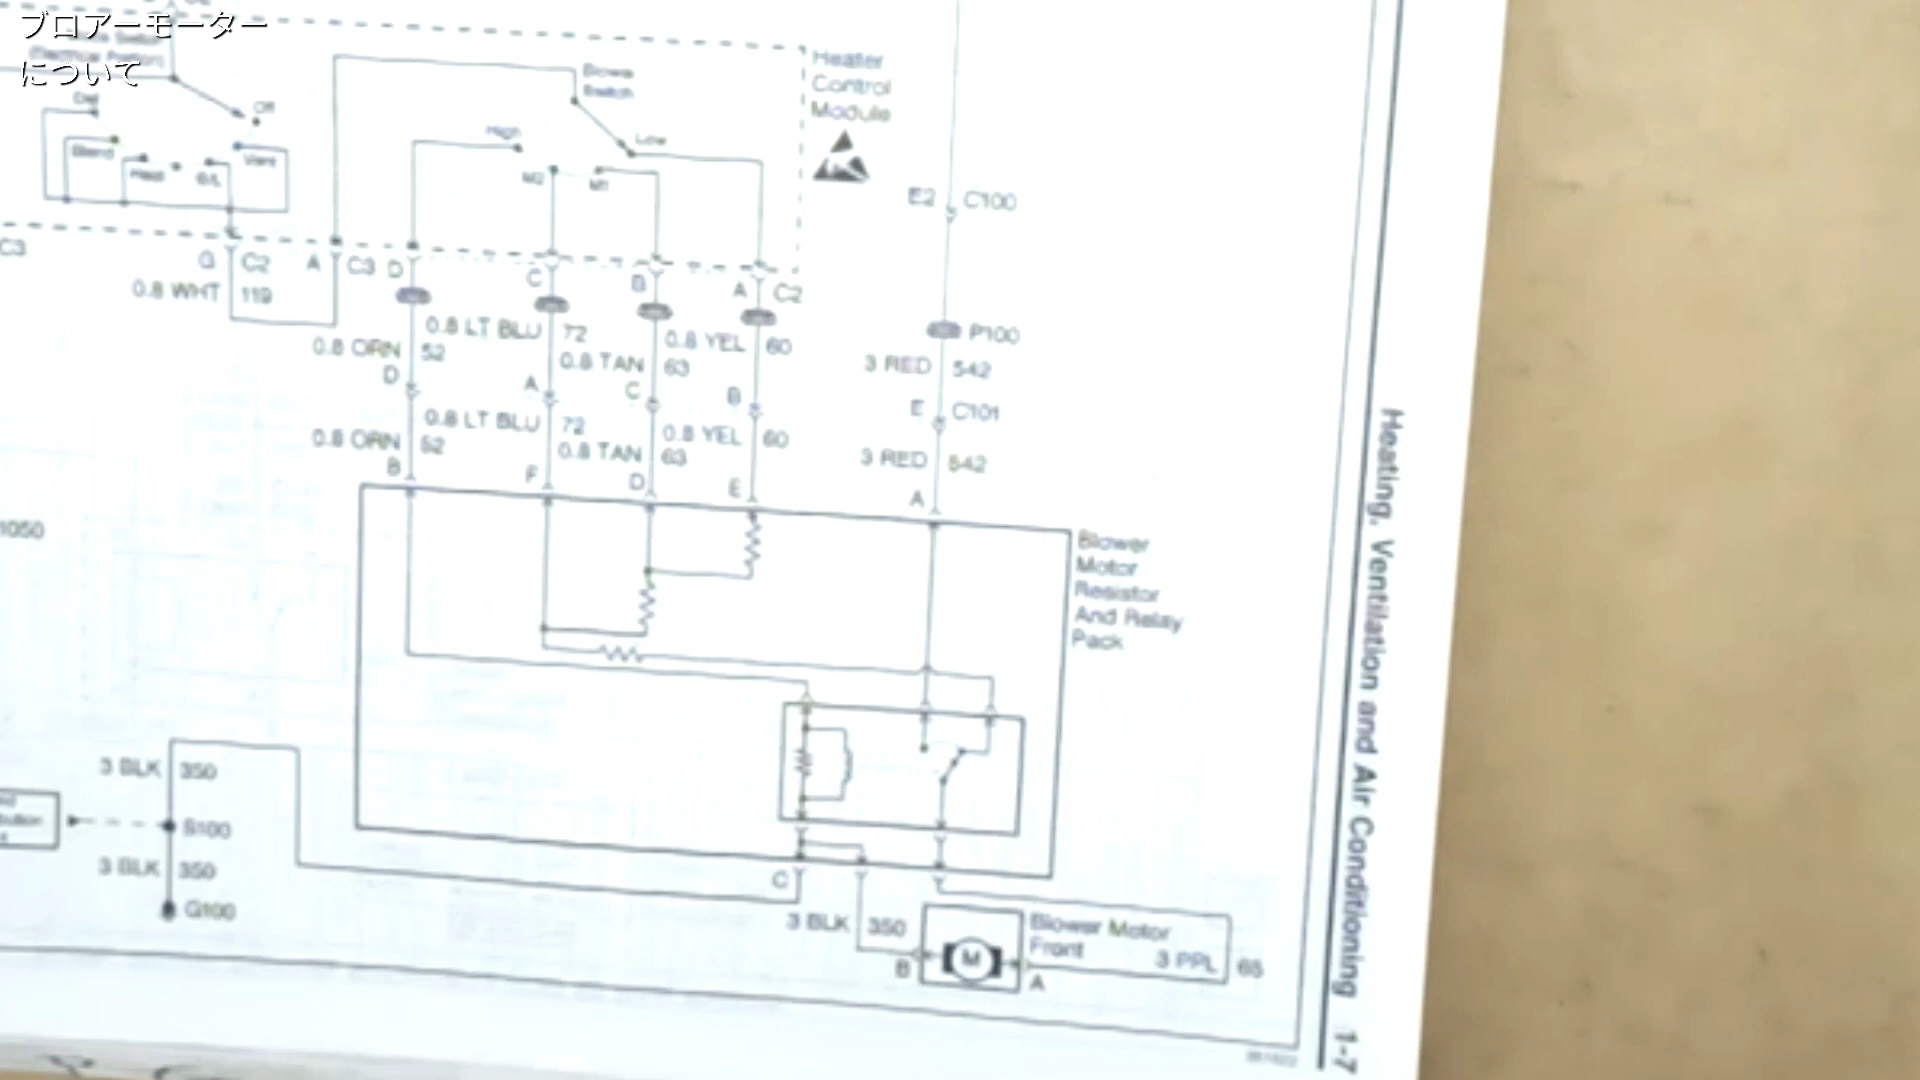 ブロアーモーター
について
Def
Off
Blend
Heat
B/L
Vent
Blower
Switch
High
Low
M2
M1
Heater
Control
Module
C3
G
C2
A
C3
D
C
B
A
C2
0.8 WHT
119
0.8 ORN
52
0.8 LT BLU
72
0.8 TAN
63
0.8 YEL
60
D
A
C
B
0.8 ORN
52
0.8 LT BLU
72
0.8 TAN
63
0.8 YEL
60
B
F
D
E
A
E2
C100
P100
3 RED
542
E
C101
3 RED
542
Blower
Motor
Resistor
And Relay
Pack
1050
3 BLK
350
S100
3 BLK
350
G100
C
3 BLK
350
B
M
A
Blower Motor
Front
3 PPL
65
Heating, Ventilation and Air Conditioning 1-7